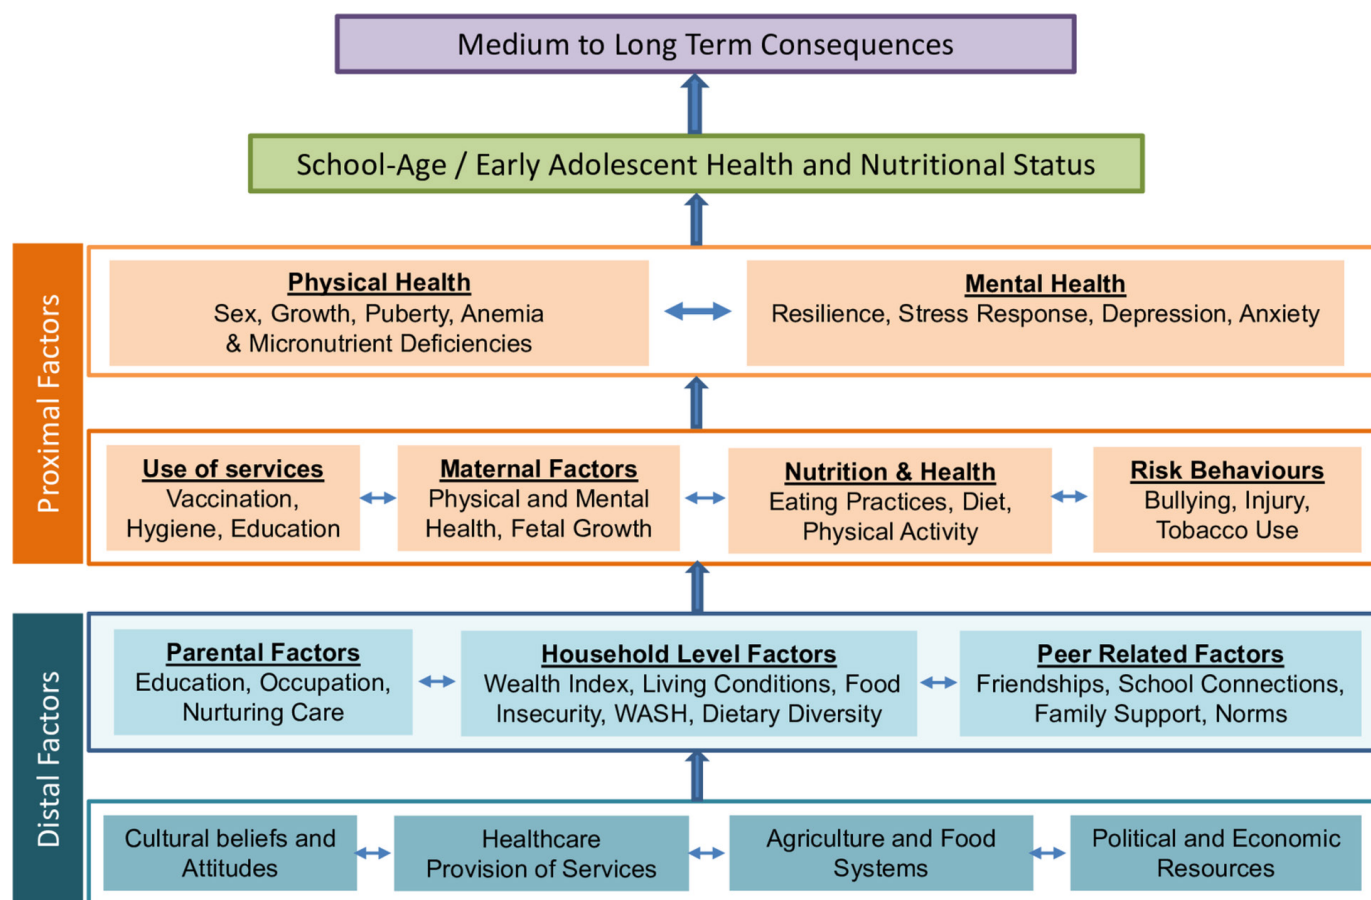 Medium to Long Term Consequences
School-Age / Early Adolescent Health and Nutritional Status
Proximal Factors
Physical Health
Sex, Growth, Puberty, Anemia
& Micronutrient Deficiencies
Mental Health
Resilience, Stress Response, Depression, Anxiety
Use of services
Vaccination,
Hygiene, Education
Maternal Factors
Physical and Mental
Health, Fetal Growth
Nutrition & Health
Eating Practices, Diet,
Physical Activity
Risk Behaviours
Bullying, Injury,
Tobacco Use
Distal Factors
Parental Factors
Education, Occupation,
Nurturing Care
Household Level Factors
Wealth Index, Living Conditions, Food
Insecurity, WASH, Dietary Diversity
Peer Related Factors
Friendships, School Connections,
Family Support, Norms
Cultural beliefs and
Attitudes
Healthcare
Provision of Services
Agriculture and Food
Systems
Political and Economic
Resources